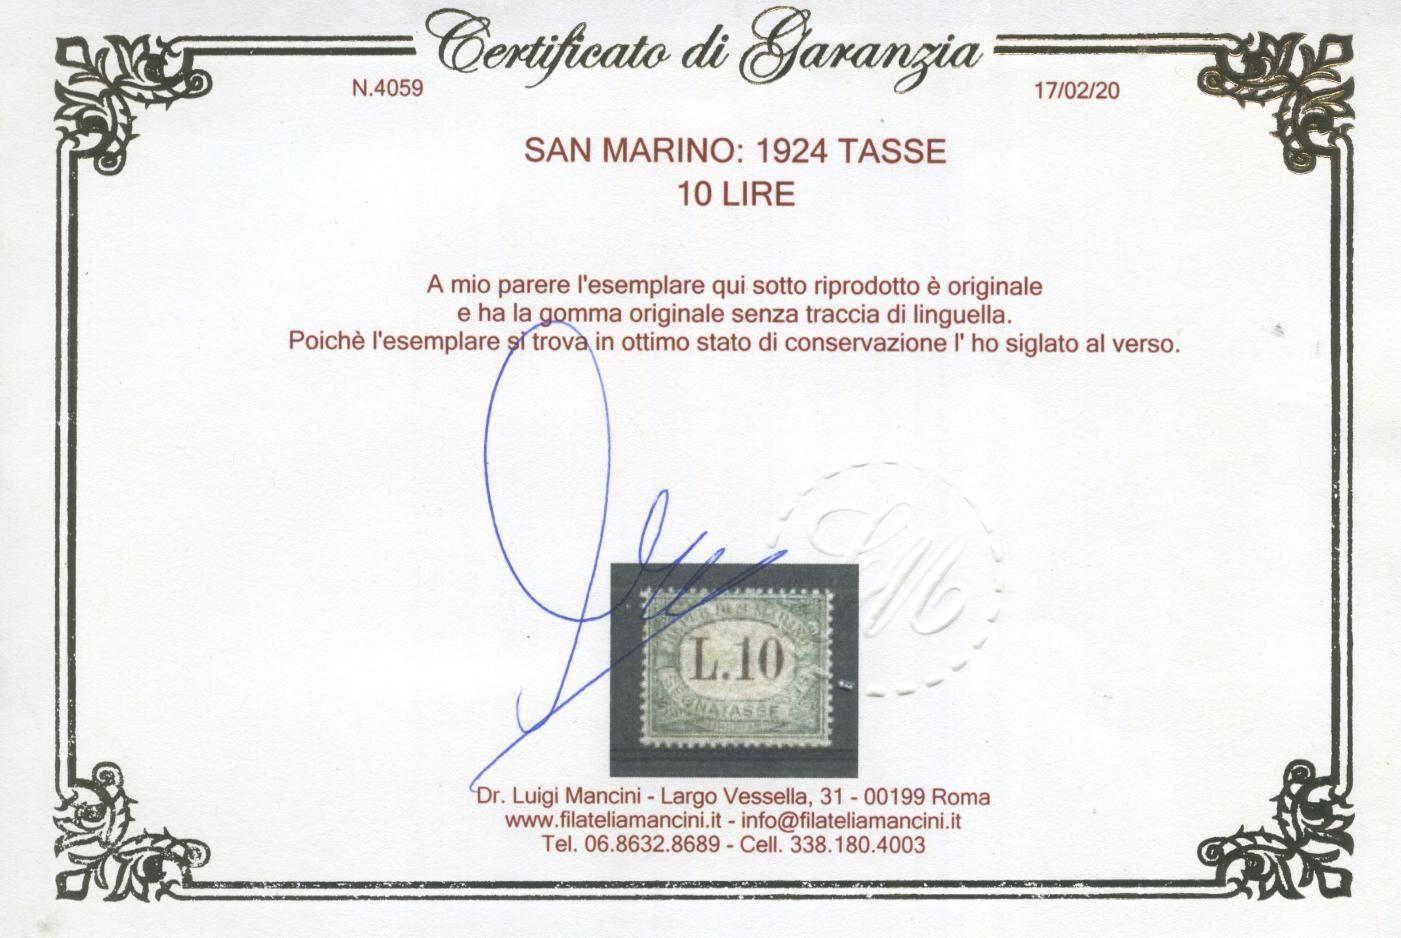 Certificato di Garanzia
N.4059
17/02/20
SAN MARINO: 1924 TASSE
10 LIRE
A mio parere l'esemplare qui sotto riprodotto è originale
e ha la gomma originale senza traccia di linguella.
Poichè l'esemplare si trova in ottimo stato di conservazione l' ho siglato al verso.
LM
L.10
SEGNATASSE
Dr. Luigi Mancini - Largo Vessella, 31 - 00199 Roma
www.filateliamancini.it - info@filateliamancini.it
Tel. 06.8632.8689 - Cell. 338.180.4003